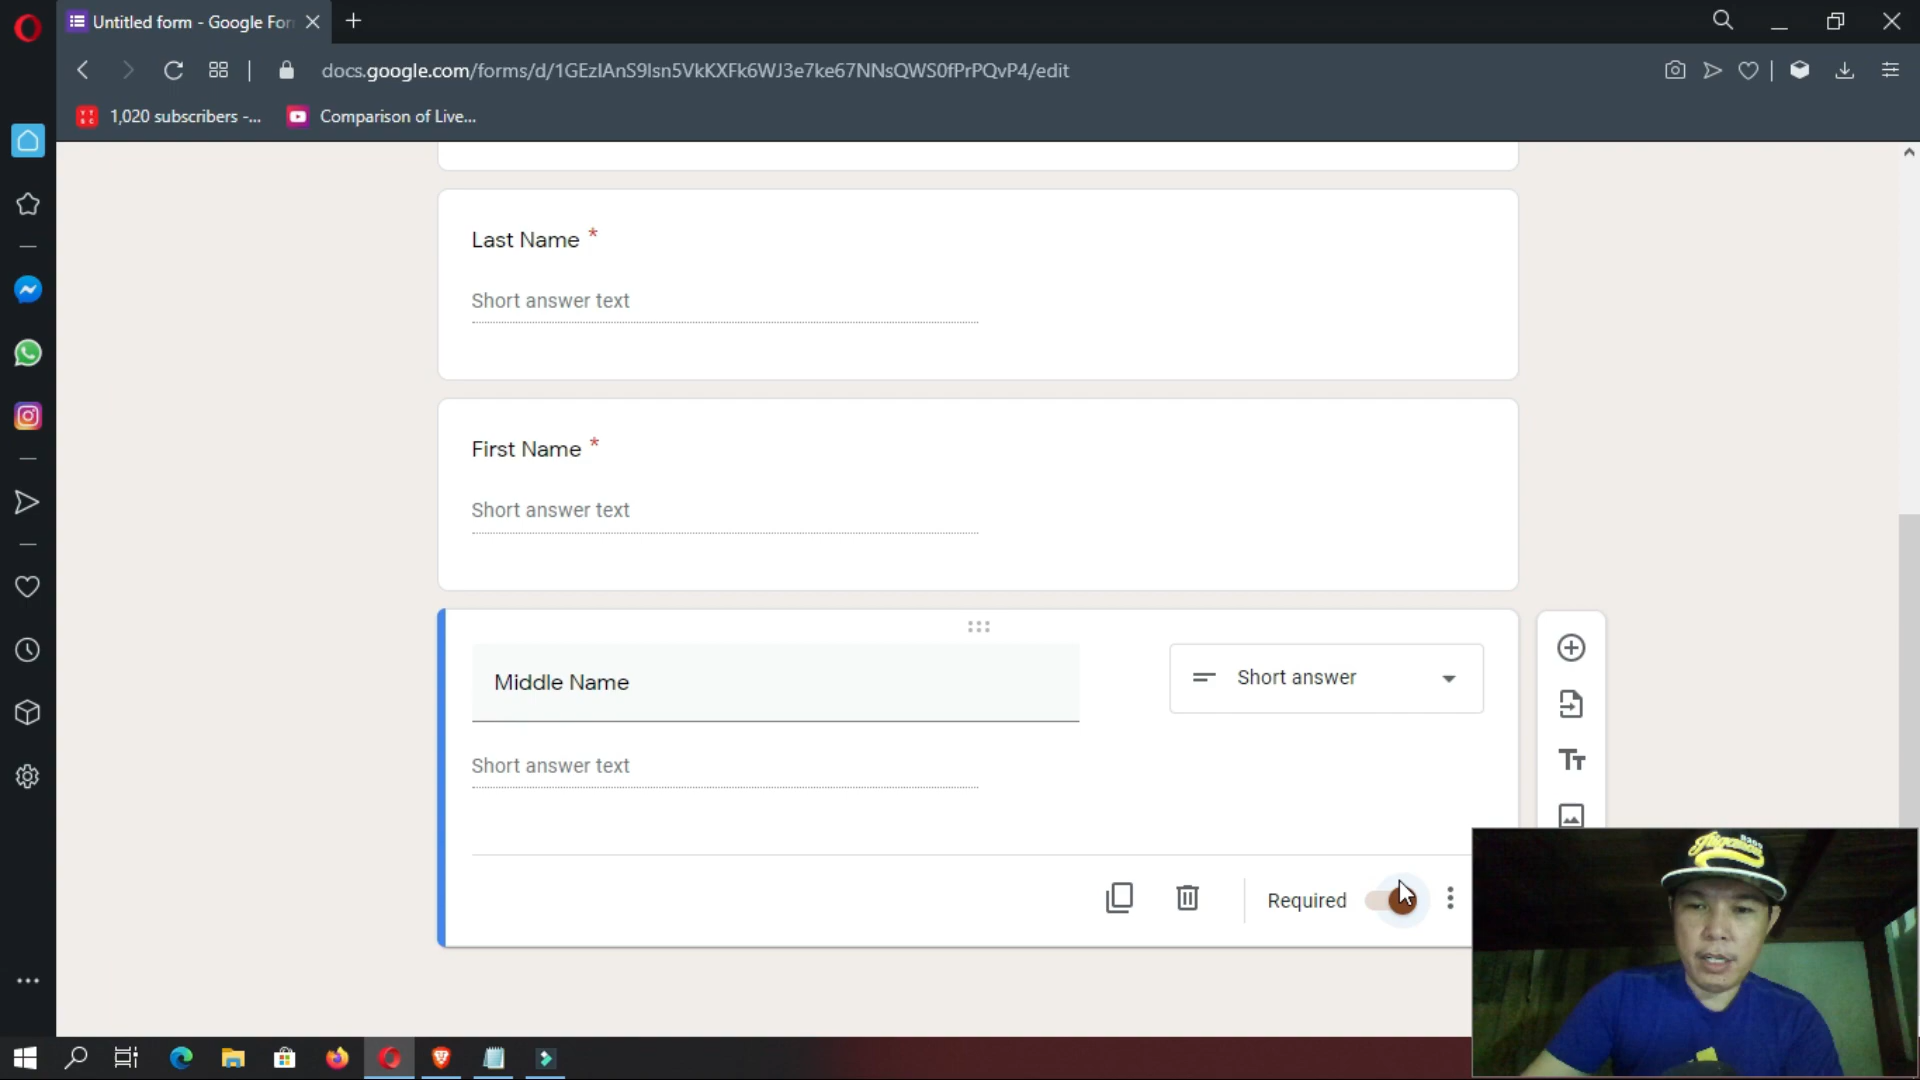 Untitled form - Google For
docs.google.com/forms/d/1GEzIAnS9Isn5VkKXFk6WJ3e7ke67NNsQWS0fPrPQvP4/edit
1,020 subscribers -...
Comparison of Live...
Last Name *
Short answer text
First Name *
Short answer text
Middle Name
Short answer
Short answer text
Required